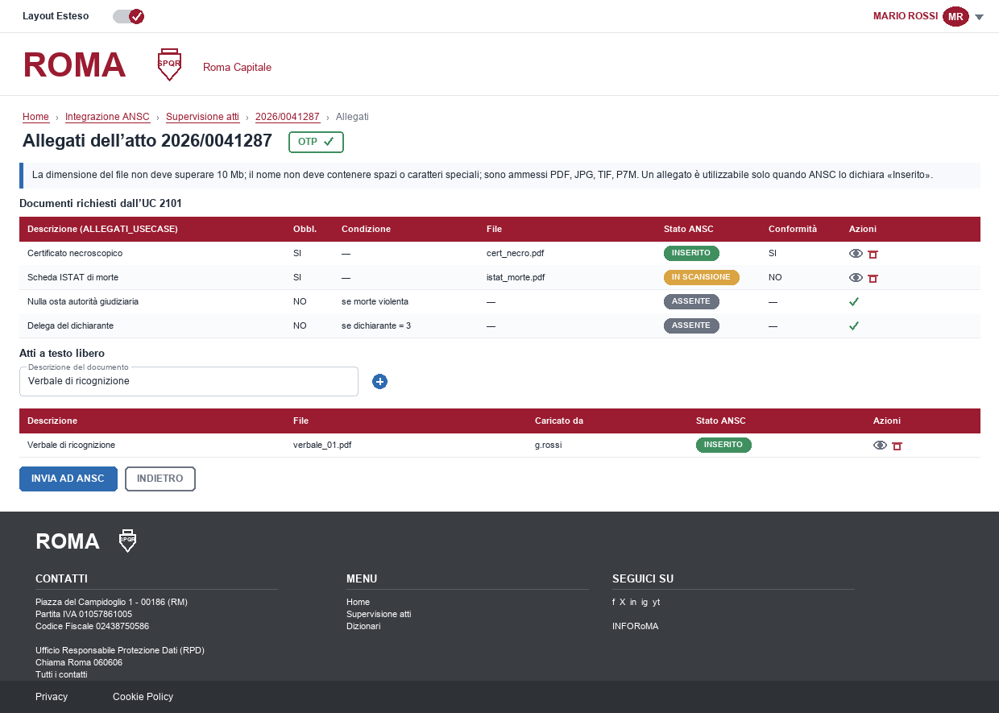 Layout Esteso
MARIO ROSSI MR
ROMA SPQR Roma Capitale
Home › Integrazione ANSC › Supervisione atti › 2026/0041287 › Allegati
Allegati dell’atto 2026/0041287 OTP
La dimensione del file non deve superare 10 Mb; il nome non deve contenere spazi o caratteri speciali; sono ammessi PDF, JPG, TIF, P7M. Un allegato è utilizzabile solo quando ANSC lo dichiara «Inserito».
Documenti richiesti dall’UC 2101
Descrizione (ALLEGATI_USECASE) Obbl. Condizione File Stato ANSC Conformità Azioni
Certificato necroscopico SI — cert_necro.pdf INSERITO SI
Scheda ISTAT di morte SI — istat_morte.pdf IN SCANSIONE NO
Nulla osta autorità giudiziaria NO se morte violenta — ASSENTE —
Delega del dichiarante NO se dichiarante = 3 — ASSENTE —
Atti a testo libero
Descrizione del documento
Verbale di ricognizione
Descrizione File Caricato da Stato ANSC Azioni
Verbale di ricognizione verbale_01.pdf g.rossi INSERITO
INVIA AD ANSC INDIETRO
ROMA SPQR
CONTATTI MENU SEGUICI SU
Piazza del Campidoglio 1 - 00186 (RM) Home f X in ig yt
Partita IVA 01057861005 Supervisione atti
Codice Fiscale 02438750586 Dizionari INFORoMA
Ufficio Responsabile Protezione Dati (RPD)
Chiama Roma 060606
Tutti i contatti
Privacy Cookie Policy